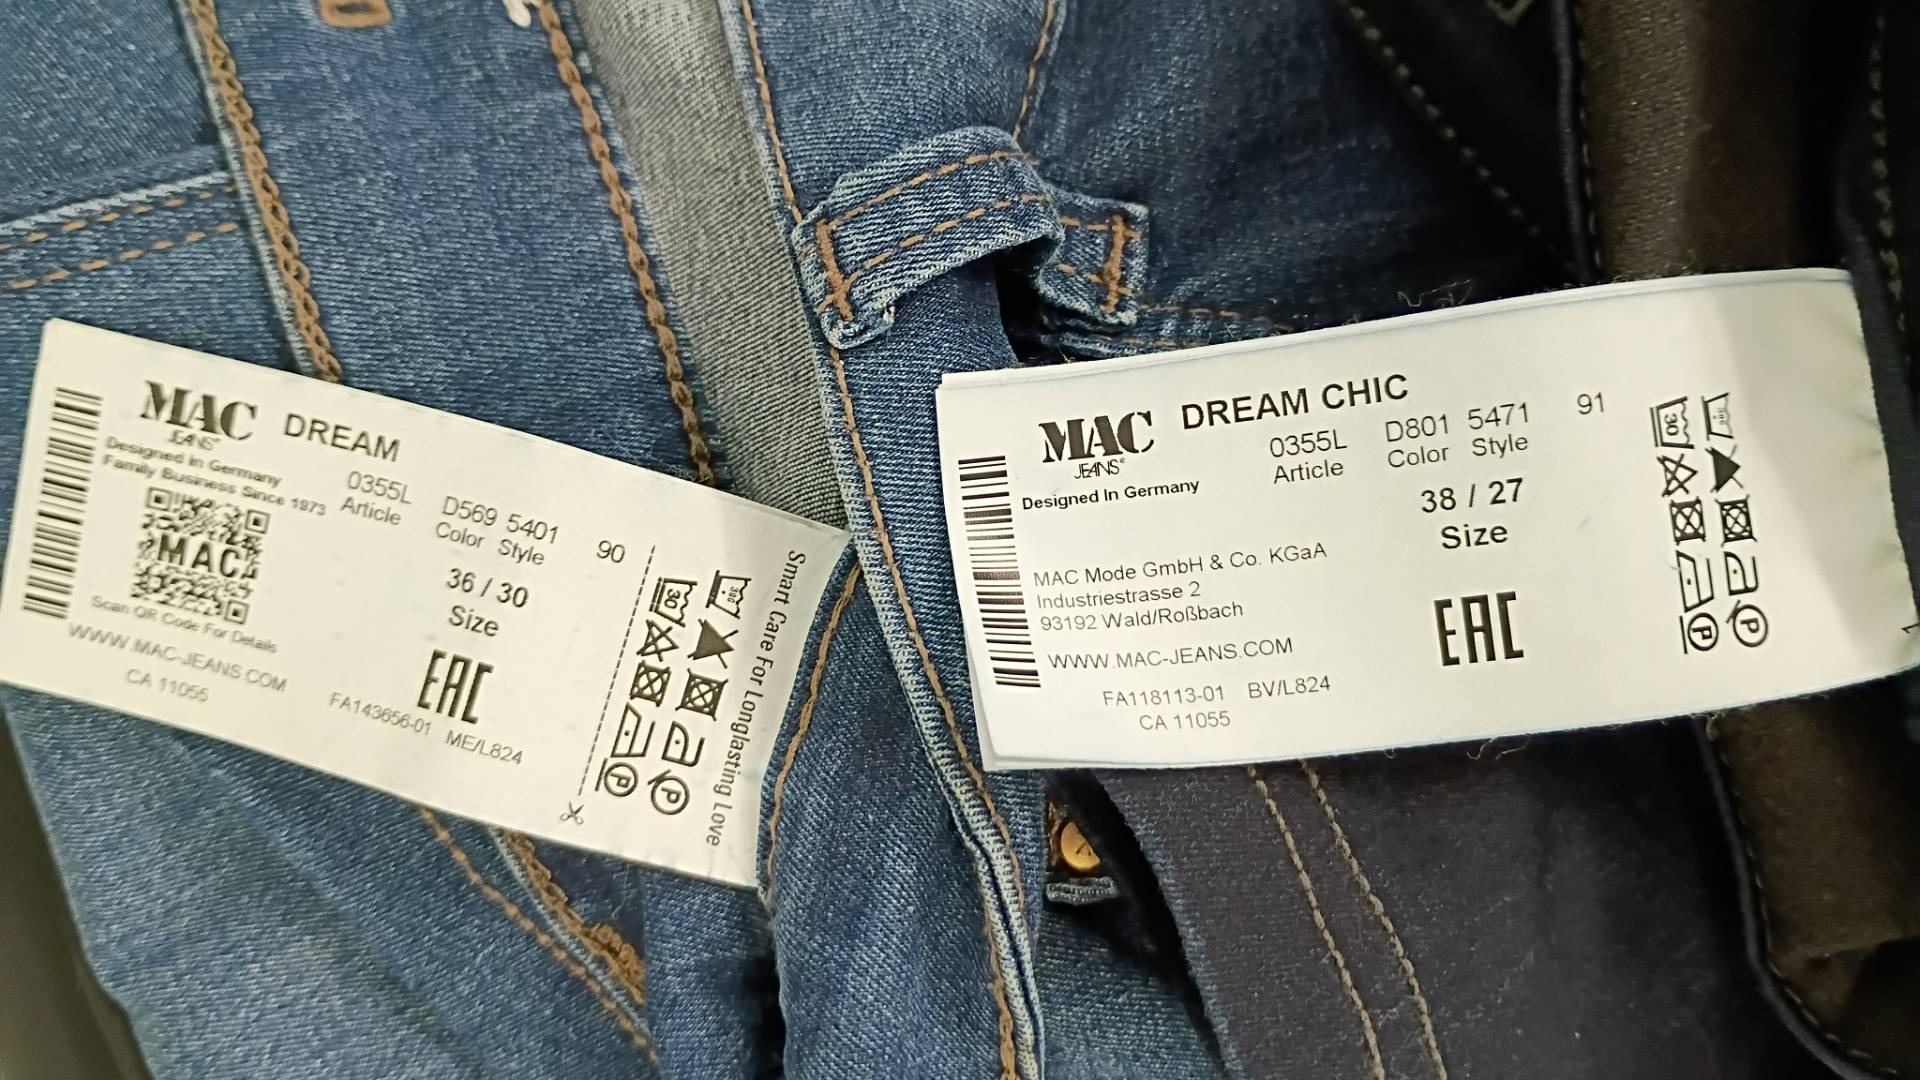 MAC
JEANS®
DREAM
Designed In Germany
Family Business Since 1973
0355L
Article
D569 5401
Color Style
90
36 / 30
Size
MAC
Scan QR Code For Details
WWW.MAC-JEANS.COM
CA 11055
EAC
FA143656-01 ME/L824
30
30G
P
P
Smart Care For Longlasting Love
MAC
JEANS®
DREAM CHIC
Designed In Germany
0355L
Article
D801 5471
Color Style
91
38 / 27
Size
MAC Mode GmbH & Co. KGaA
Industriestrasse 2
93192 Wald/Roßbach
WWW.MAC-JEANS.COM
FA118113-01 BV/L824
CA 11055
EAC
30
P
P